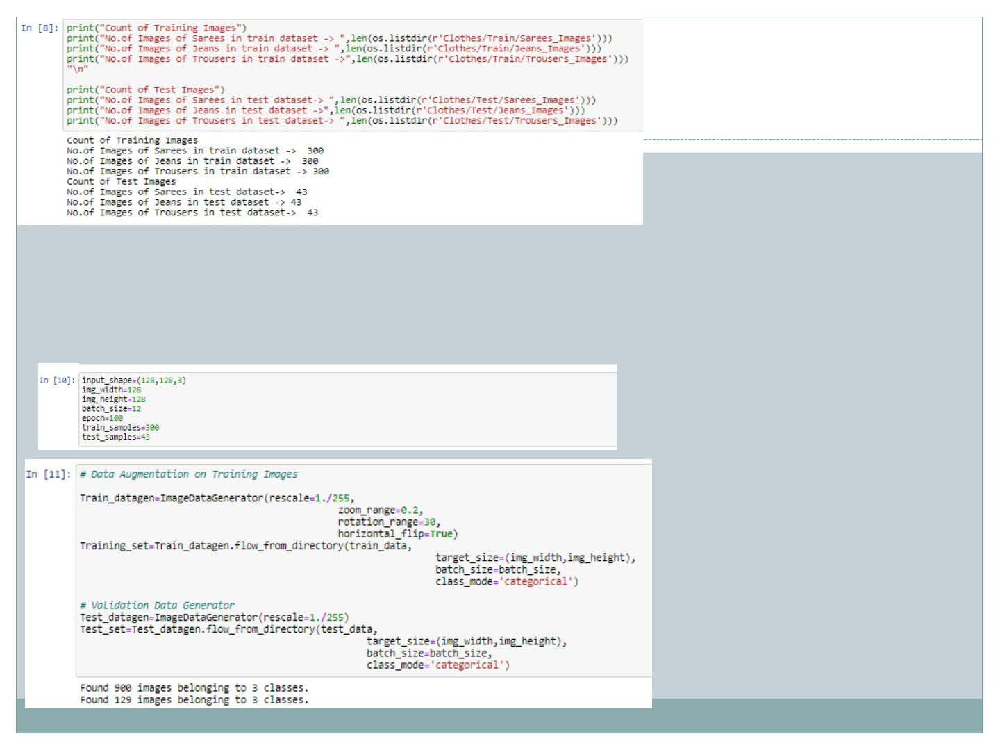 In [8]: print("Count of Training Images")
print("No.of Images of Sarees in train dataset -> ",len(os.listdir(r'Clothes/Train/Sarees_Images')))
print("No.of Images of Jeans in train dataset -> ",len(os.listdir(r'Clothes/Train/Jeans_Images')))
print("No.of Images of Trousers in train dataset ->",len(os.listdir(r'Clothes/Train/Trousers_Images')))
"\n"
print("Count of Test Images")
print("No.of Images of Sarees in test dataset-> ",len(os.listdir(r'Clothes/Test/Sarees_Images')))
print("No.of Images of Jeans in test dataset ->",len(os.listdir(r'Clothes/Test/Jeans_Images')))
print("No.of Images of Trousers in test dataset-> ",len(os.listdir(r'Clothes/Test/Trousers_Images')))
Count of Training Images
No.of Images of Sarees in train dataset ->  300
No.of Images of Jeans in train dataset ->  300
No.of Images of Trousers in train dataset -> 300
Count of Test Images
No.of Images of Sarees in test dataset->  43
No.of Images of Jeans in test dataset -> 43
No.of Images of Trousers in test dataset->  43
In [10]: input_shape=(128,128,3)
img_width=128
img_height=128
batch_size=12
epoch=100
train_samples=300
test_samples=43
In [11]: # Data Augmentation on Training Images
Train_datagen=ImageDataGenerator(rescale=1./255,
zoom_range=0.2,
rotation_range=30,
horizontal_flip=True)
Training_set=Train_datagen.flow_from_directory(train_data,
target_size=(img_width,img_height),
batch_size=batch_size,
class_mode='categorical')
# Validation Data Generator
Test_datagen=ImageDataGenerator(rescale=1./255)
Test_set=Test_datagen.flow_from_directory(test_data,
target_size=(img_width,img_height),
batch_size=batch_size,
class_mode='categorical')
Found 900 images belonging to 3 classes.
Found 129 images belonging to 3 classes.